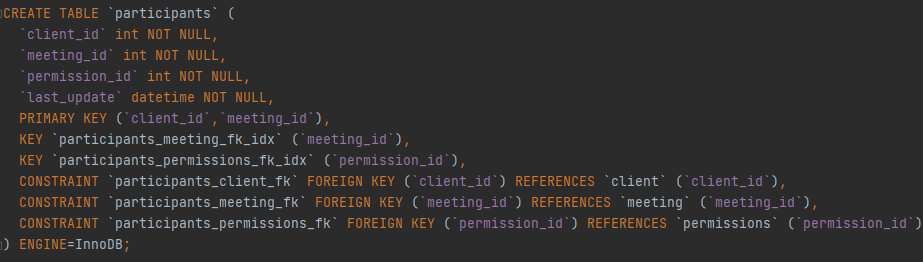 CREATE TABLE `participants` (
`client_id` int NOT NULL,
`meeting_id` int NOT NULL,
`permission_id` int NOT NULL,
`last_update` datetime NOT NULL,
PRIMARY KEY (`client_id`,`meeting_id`),
KEY `participants_meeting_fk_idx` (`meeting_id`),
KEY `participants_permissions_fk_idx` (`permission_id`),
CONSTRAINT `participants_client_fk` FOREIGN KEY (`client_id`) REFERENCES `client` (`client_id`),
CONSTRAINT `participants_meeting_fk` FOREIGN KEY (`meeting_id`) REFERENCES `meeting` (`meeting_id`),
CONSTRAINT `participants_permissions_fk` FOREIGN KEY (`permission_id`) REFERENCES `permissions` (`permission_id`)
) ENGINE=InnoDB;